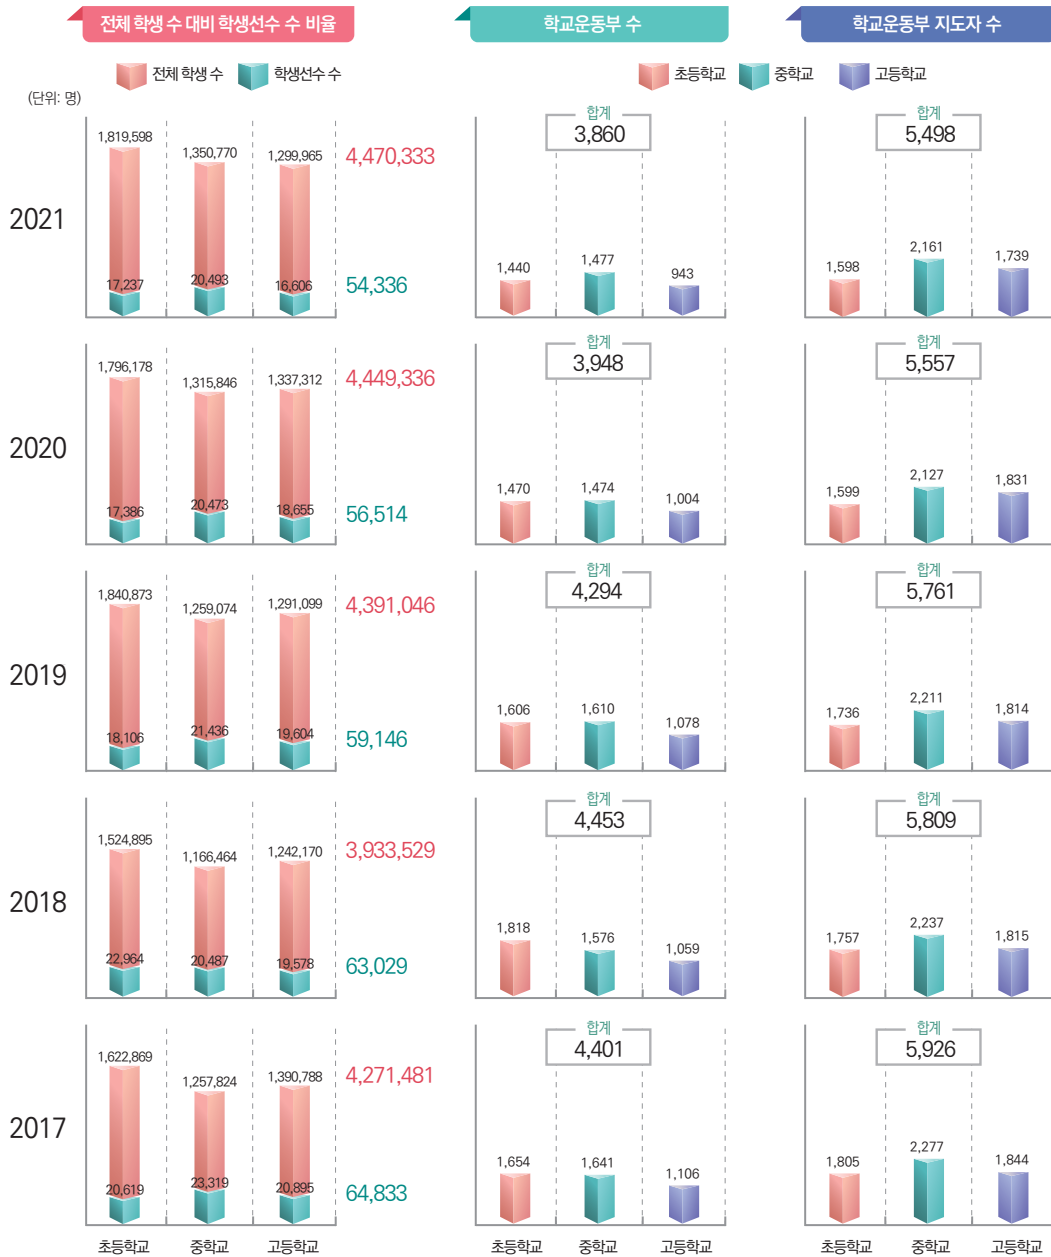 전체 학생 수 대비 학생선수 수 비율
학교운동부 수
학교운동부 지도자 수
전체 학생 수 학생선수 수
초등학교 중학교 고등학교
(단위: 명)
2021
1,819,598 1,350,770 1,299,965 4,470,333
17,237 20,493 16,606 54,336
합계
3,860
1,440 1,477 943
합계
5,498
1,598 2,161 1,739
2020
1,796,178 1,315,846 1,337,312 4,449,336
17,386 20,473 18,655 56,514
합계
3,948
1,470 1,474 1,004
합계
5,557
1,599 2,127 1,831
2019
1,840,873 1,259,074 1,291,099 4,391,046
18,106 21,436 19,604 59,146
합계
4,294
1,606 1,610 1,078
합계
5,761
1,736 2,211 1,814
2018
1,524,895 1,166,464 1,242,170 3,933,529
22,964 20,487 19,578 63,029
합계
4,453
1,818 1,576 1,059
합계
5,809
1,757 2,237 1,815
2017
1,622,869 1,257,824 1,390,788 4,271,481
20,619 23,319 20,895 64,833
합계
4,401
1,654 1,641 1,106
합계
5,926
1,805 2,277 1,844
초등학교 중학교 고등학교
초등학교 중학교 고등학교
초등학교 중학교 고등학교